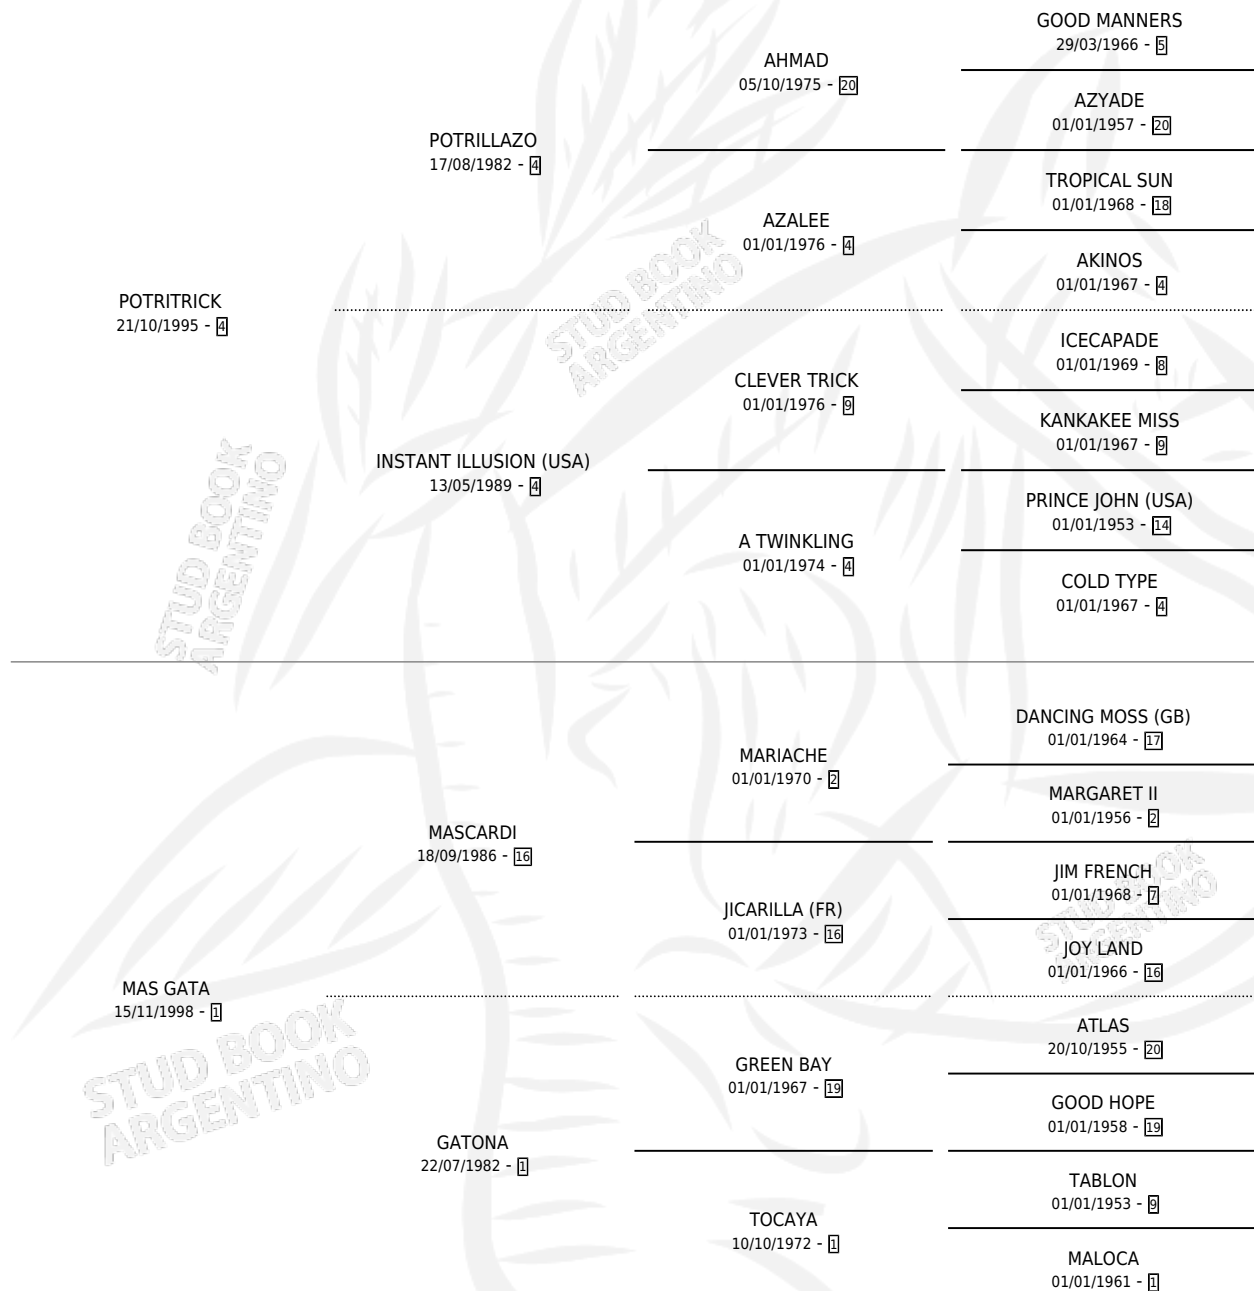 GOOD MANNERS
29/03/1966 - 5
AHMAD
05/10/1975 - 20
AZYADE
01/01/1957 - 20
POTRILLAZO
17/08/1982 - 4
TROPICAL SUN
01/01/1968 - 18
AZALEE
01/01/1976 - 4
AKINOS
01/01/1967 - 4
POTRITRICK
21/10/1995 - 4
ICECAPADE
01/01/1969 - 8
CLEVER TRICK
01/01/1976 - 9
KANKAKEE MISS
01/01/1967 - 9
INSTANT ILLUSION (USA)
13/05/1989 - 4
PRINCE JOHN (USA)
01/01/1953 - 14
A TWINKLING
01/01/1974 - 4
COLD TYPE
01/01/1967 - 4
DANCING MOSS (GB)
01/01/1964 - 17
MARIACHE
01/01/1970 - 2
MARGARET II
01/01/1956 - 2
MASCARDI
18/09/1986 - 16
JIM FRENCH
01/01/1968 - 7
JICARILLA (FR)
01/01/1973 - 16
JOY LAND
01/01/1966 - 16
MAS GATA
15/11/1998 - 1
ATLAS
20/10/1955 - 20
GREEN BAY
01/01/1967 - 19
GOOD HOPE
01/01/1958 - 19
GATONA
22/07/1982 - 1
TABLON
01/01/1953 - 9
TOCAYA
10/10/1972 - 1
MALOCA
01/01/1961 - 1
STUD BOOK
ARGENTINO
STUD BOOK
ARGENTINO
STUD BOOK
ARGENTINO
STUD BOOK
ARGENTINO